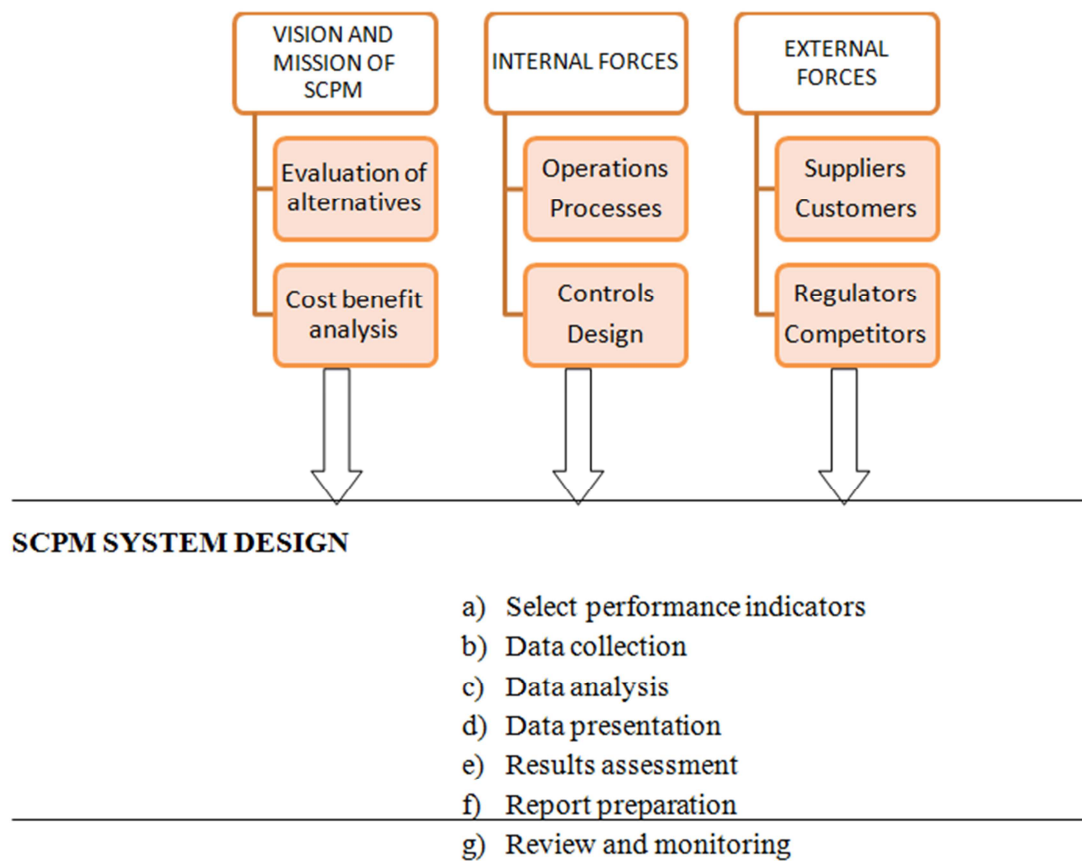 VISION AND
MISSION OF
SCPM
Evaluation of
alternatives
Cost benefit
analysis
INTERNAL FORCES
Operations
Processes
Controls
Design
EXTERNAL
FORCES
Suppliers
Customers
Regulators
Competitors
SCPM SYSTEM DESIGN
a) Select performance indicators
b) Data collection
c) Data analysis
d) Data presentation
e) Results assessment
f) Report preparation
g) Review and monitoring